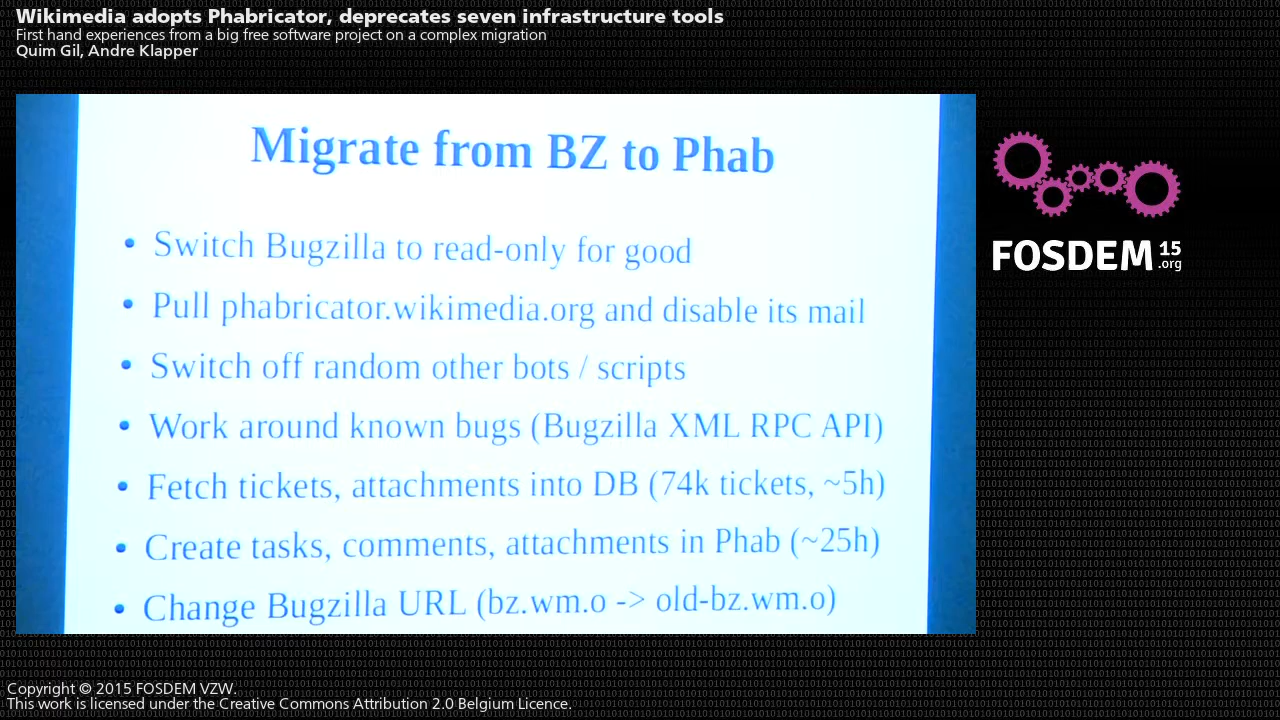 Wikimedia adopts Phabricator, deprecates seven infrastructure tools
First hand experiences from a big free software project on a complex migration
Quim Gil, Andre Klapper
Migrate from BZ to Phab
• Switch Bugzilla to read-only for good
• Pull phabricator.wikimedia.org and disable its mail
• Switch off random other bots / scripts
• Work around known bugs (Bugzilla XML RPC API)
• Fetch tickets, attachments into DB (74k tickets, ~5h)
• Create tasks, comments, attachments in Phab (~25h)
• Change Bugzilla URL (bz.wm.o -> old-bz.wm.o)
FOSDEM 15
.org
Copyright © 2015 FOSDEM VZW.
This work is licensed under the Creative Commons Attribution 2.0 Belgium Licence.